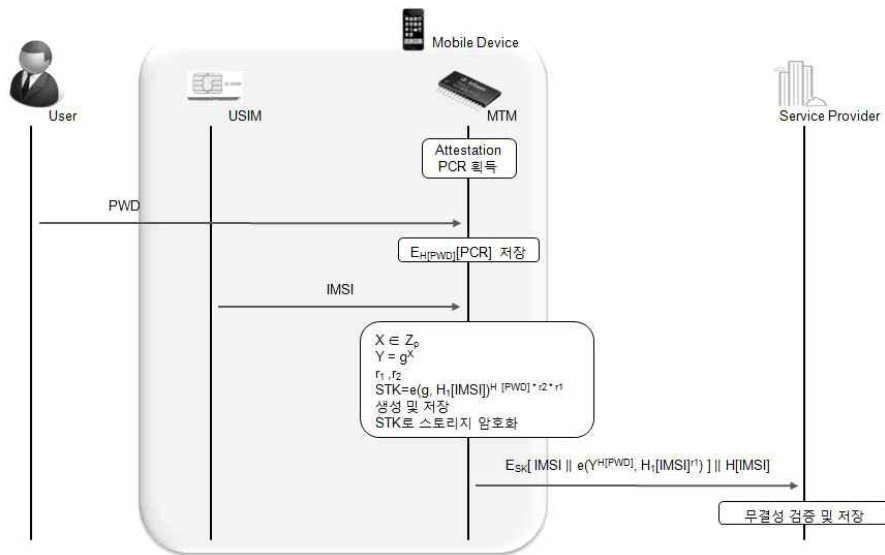 Mobile Device
User
USIM
MTM
Service Provider
Attestation
PCR 획득
PWD
E_H[PWD][PCR] 저장
IMSI
X ∈ Z_p
Y = g^X
r_1 ,r_2
STK=e(g, H_1[IMSI])^H [PWD] * r2 * r1
생성 및 저장
STK로 스토리지 암호화
E_SK[ IMSI || e(Y^H[PWD], H_1[IMSI]^r1) ] || H[IMSI]
무결성 검증 및 저장